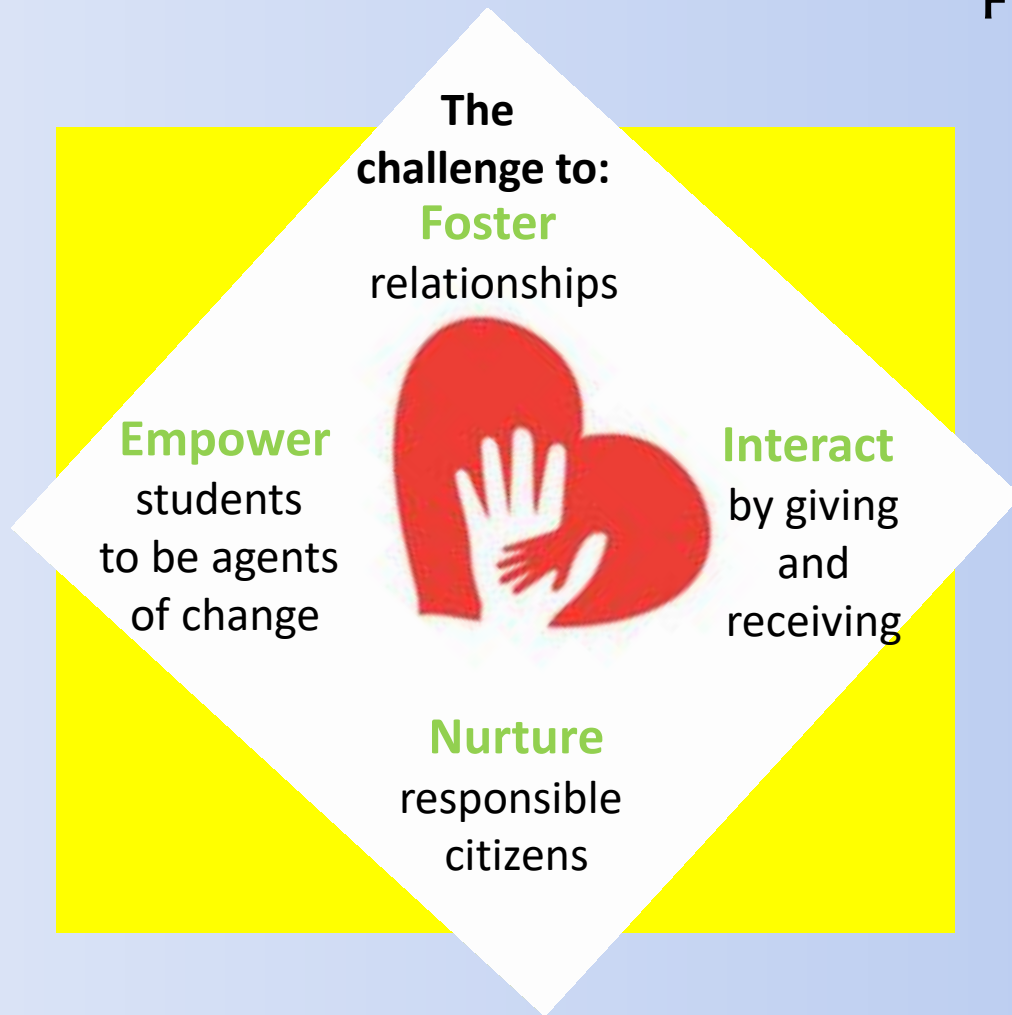 The
challenge to:
Foster
relationships
Empower
students
to be agents
of change
Interact
by giving
and
receiving
Nurture
responsible
citizens